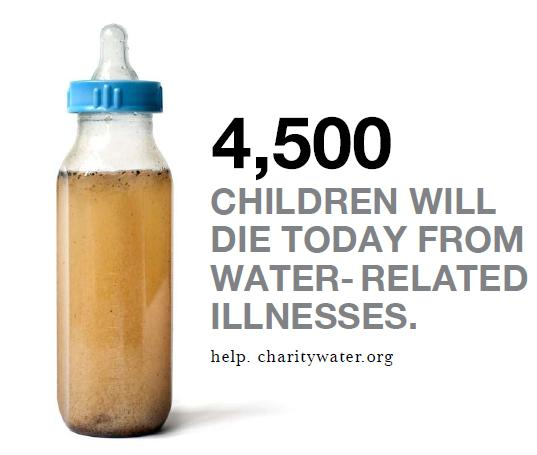 4,500
CHILDREN WILL
DIE TODAY FROM
WATER-RELATED
ILLNESSES.
help. charitywater.org